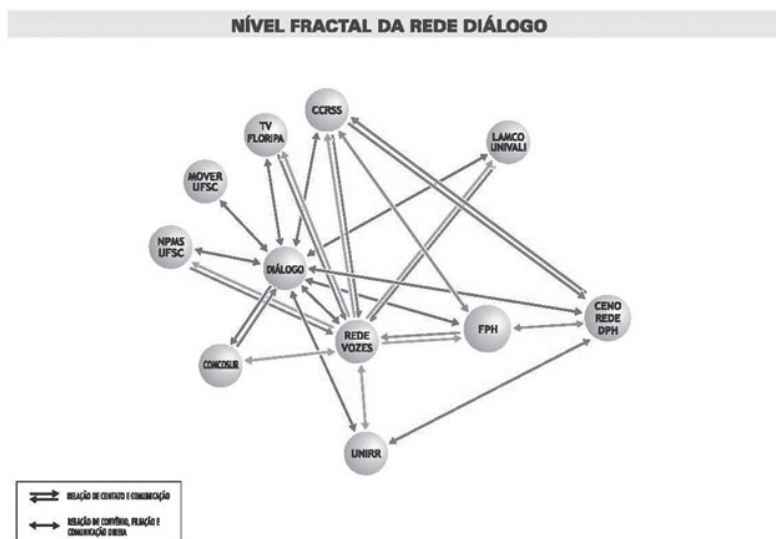 NÍVEL FRACTAL DA REDE DIÁLOGO
CCRSS
TV
FLORIPA
LAMCO
UNIVALI
MOVER
UFSC
NPMS
UFSC
DIÁLOGO
CENO
REDE
DPH
FPH
REDE
VOZES
COMCOSUR
UNIRR
RELAÇÃO DE CONTATO E COMUNICAÇÃO
RELAÇÃO DE CONVÊNIO, FILIAÇÃO E
COMUNICAÇÃO DIRETA